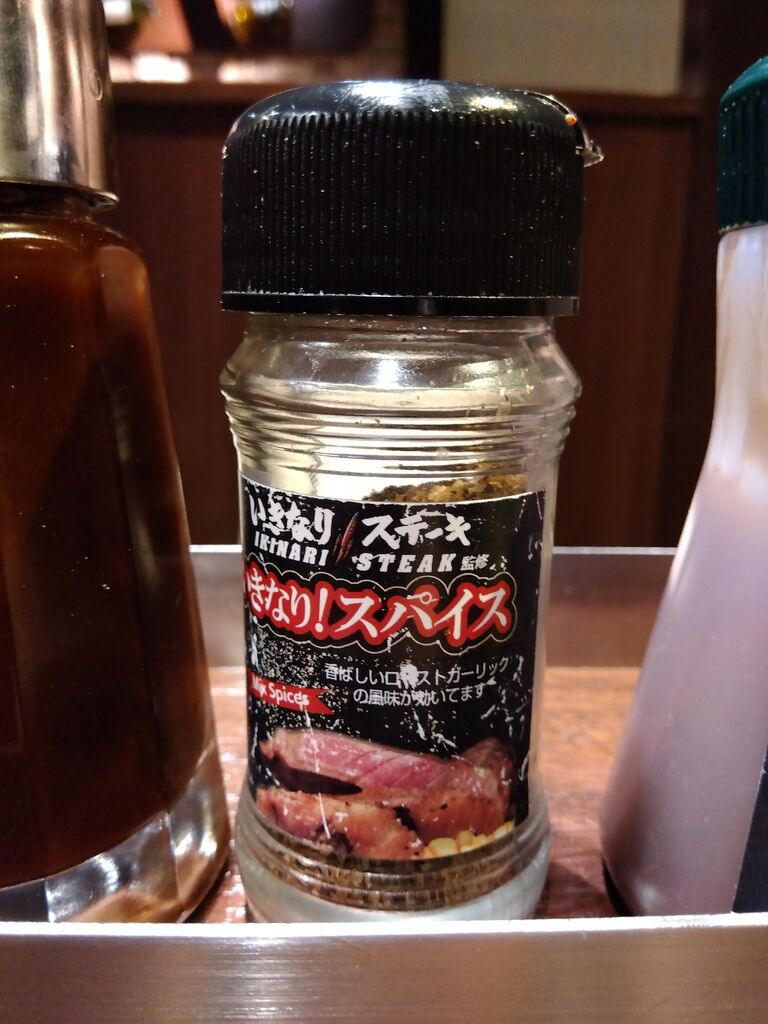 いきなり ステーキ
IKINARI STEAK 監修
きなり!スパイス
香ばしいローストガーリック
の風味が効いてます
Mix Spices